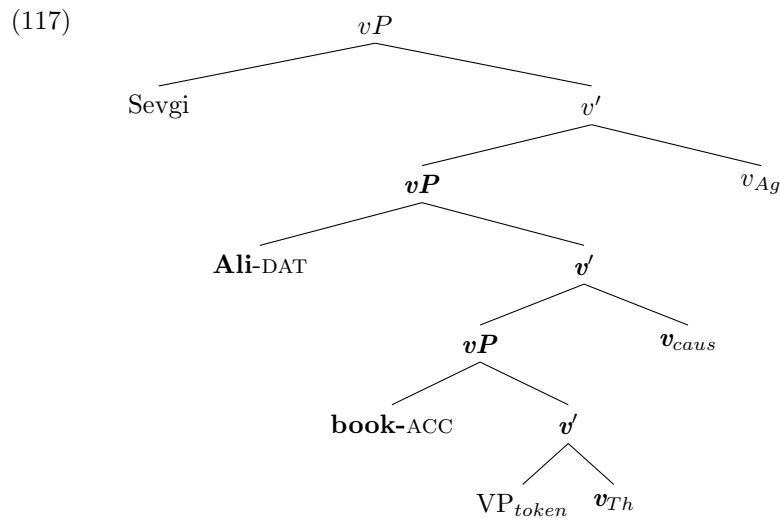 (117)
vP
Sevgi v′
vP v_Ag
Ali-DAT v′
vP v_caus
book-ACC v′
VP_token v_Th